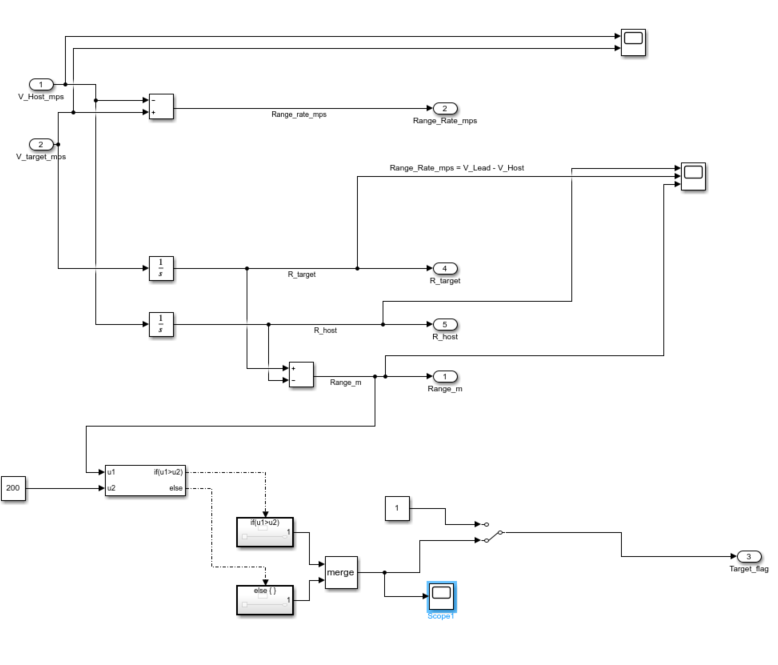 1
V_Host_mps
−
+
Range_rate_mps
2
Range_Rate_mps
2
V_target_mps
Range_Rate_mps = V_Lead - V_Host
1
s
R_target
4
R_target
1
s
R_host
5
R_host
+
−
Range_m
1
Range_m
u1
if(u1>u2)
u2
else
200
if(u1>u2)
1
else { }
1
merge
1
Scope1
3
Target_flag